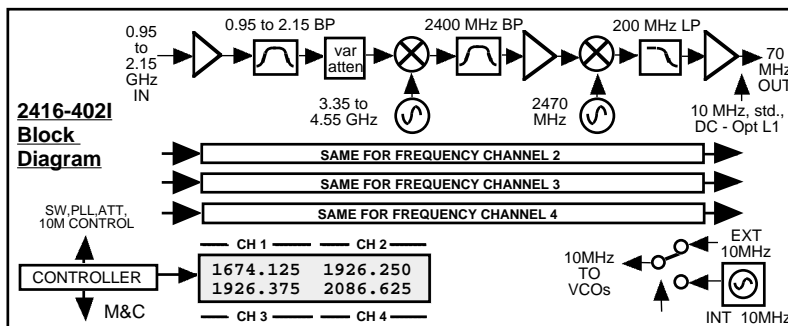 0.95
to
2.15
GHz
IN
0.95 to 2.15 BP
var
atten
2400 MHz BP
200 MHz LP
70
MHz
OUT
3.35 to
4.55 GHz
2470
MHz
10 MHz, std.,
DC - Opt L1
2416-402I
Block
Diagram
SAME FOR FREQUENCY CHANNEL 2
SAME FOR FREQUENCY CHANNEL 3
SAME FOR FREQUENCY CHANNEL 4
SW,PLL,ATT,
10M CONTROL
CONTROLLER
M&C
CH 1 CH 2
1674.125 1926.250
1926.375 2086.625
CH 3 CH 4
10MHz
TO
VCOs
EXT
10MHz
INT 10MHz